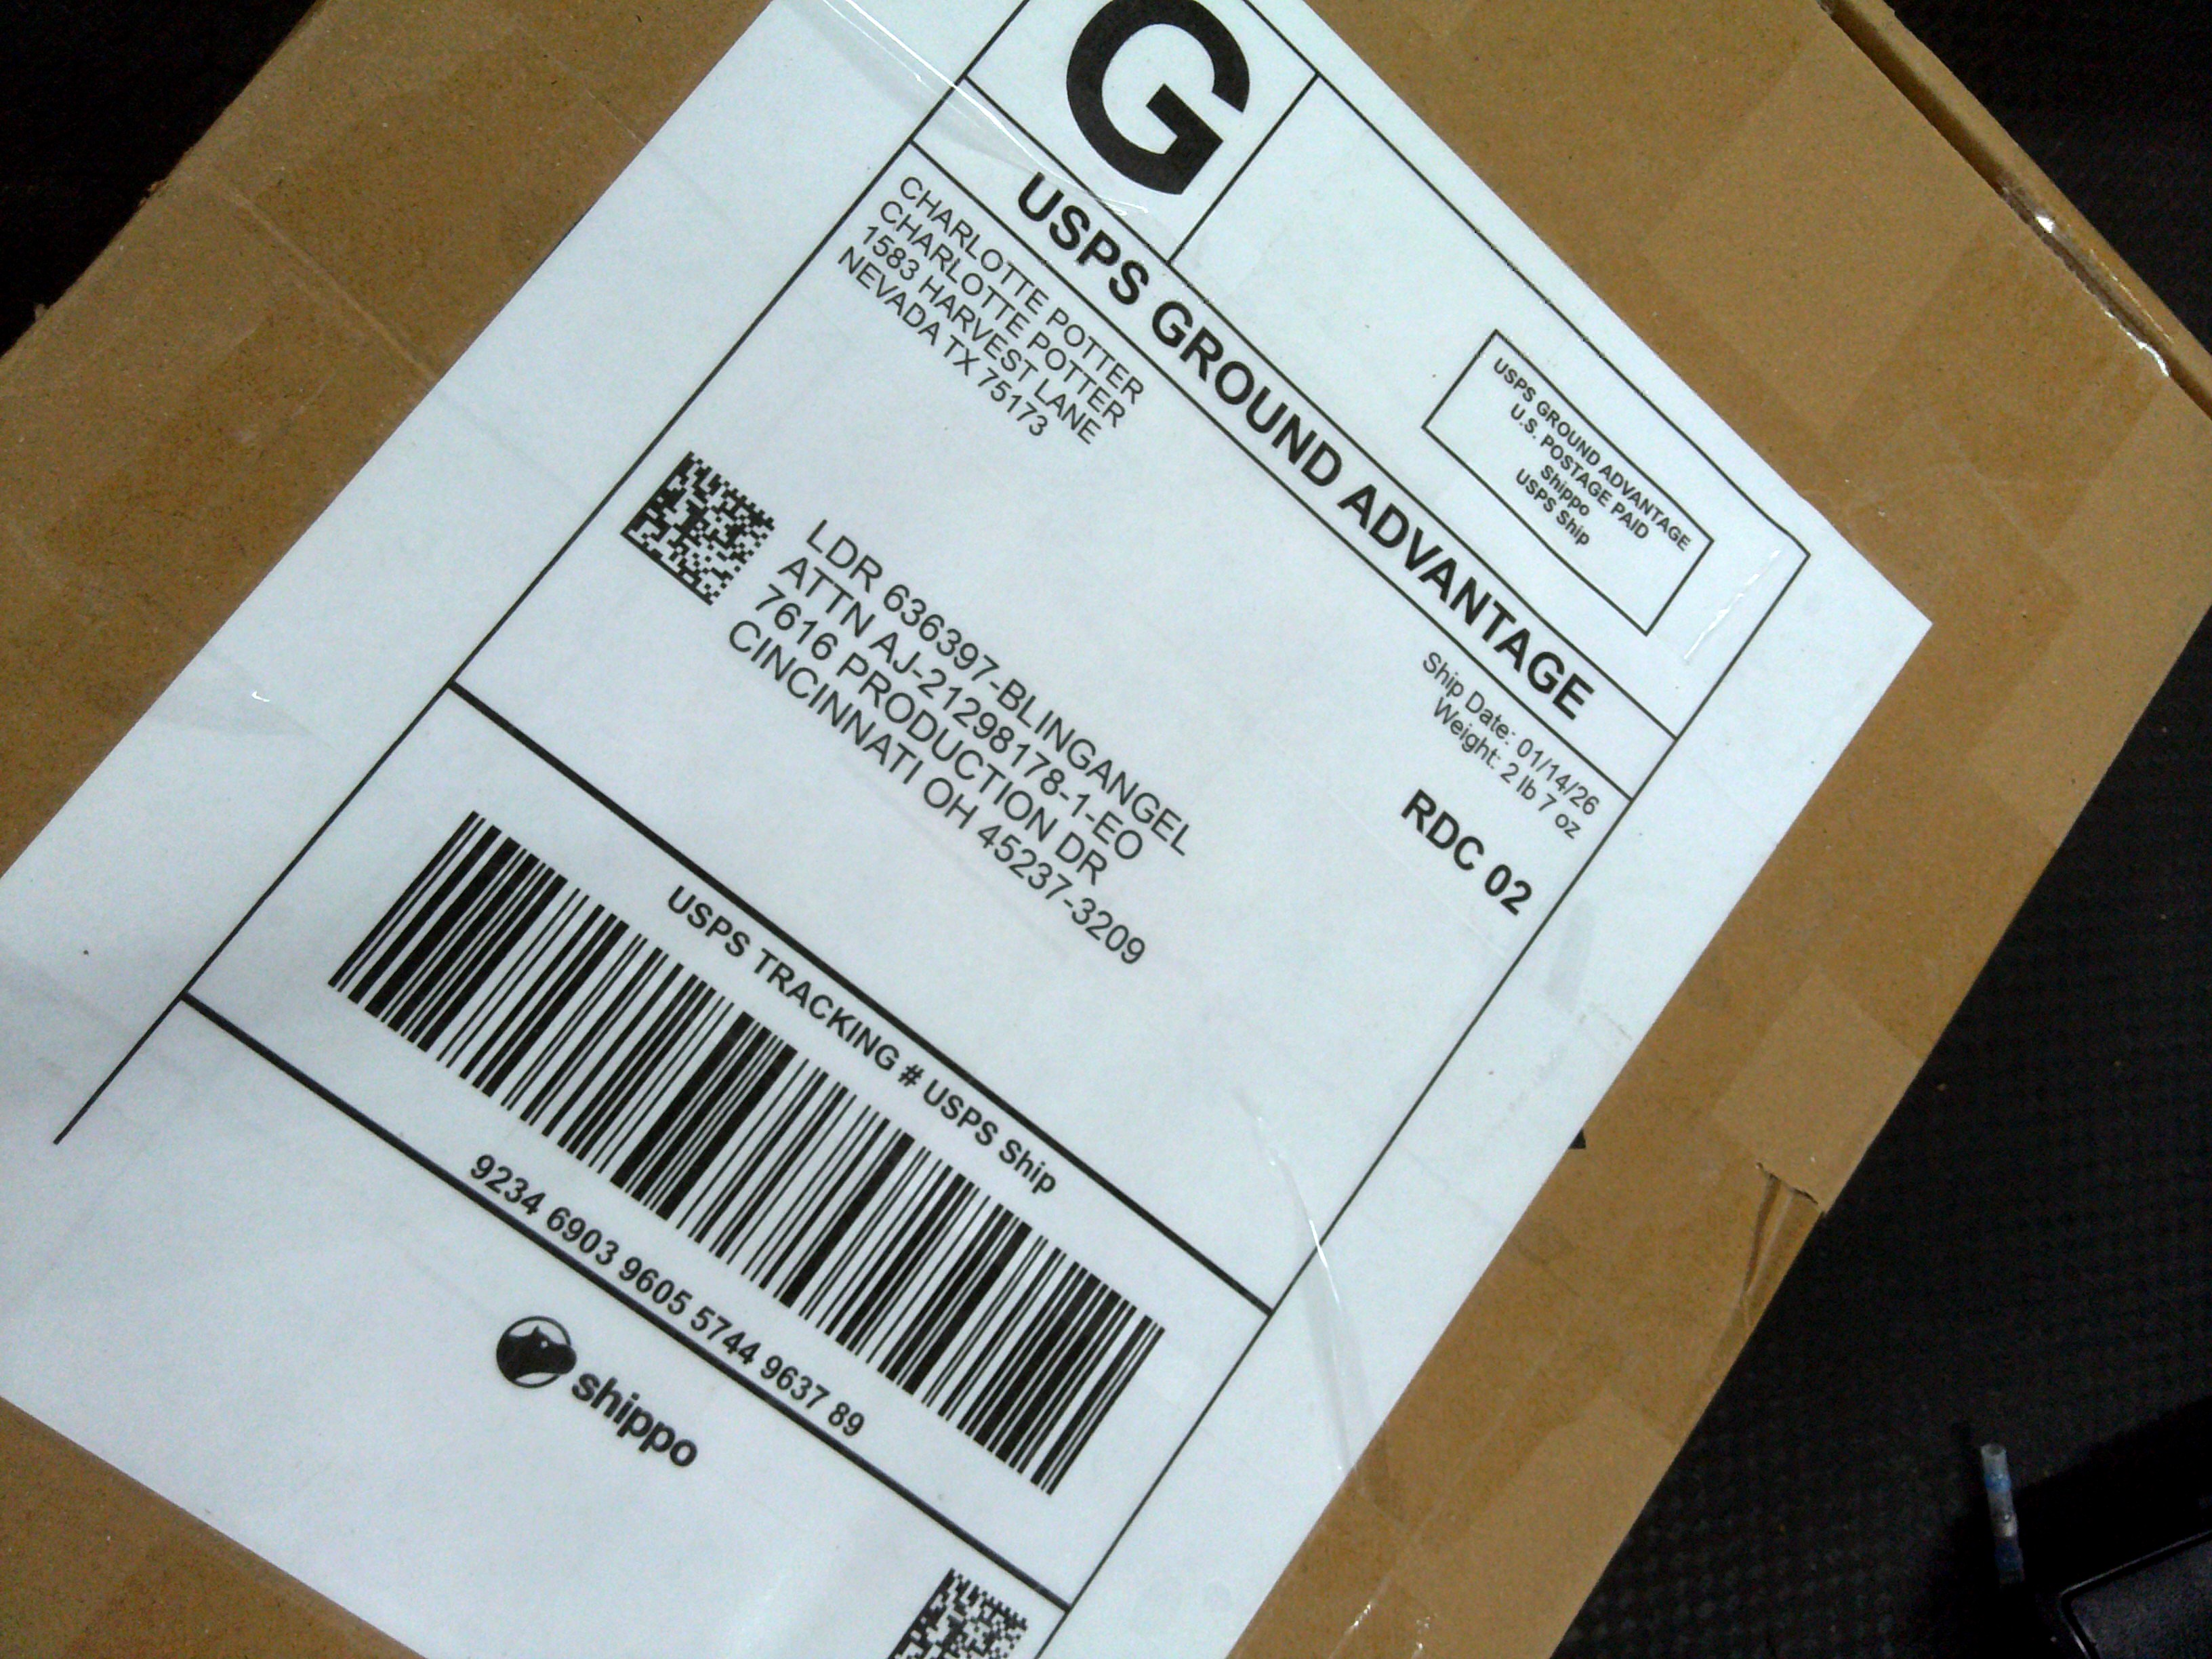 G
USPS GROUND ADVANTAGE
U.S. POSTAGE PAID
Shippo
USPS Ship
USPS GROUND ADVANTAGE
CHARLOTTE POTTER
CHARLOTTE POTTER
1583 HARVEST LANE
NEVADA TX 75173
Ship Date: 01/14/26
Weight: 2 lb 7 oz
RDC 02
LDR 636397-BLINGANGEL
ATTN AJ-21298178-1-EO
7616 PRODUCTION DR
CINCINNATI OH 45237-3209
USPS TRACKING # USPS Ship
9234 6903 9605 5744 9637 89
shippo